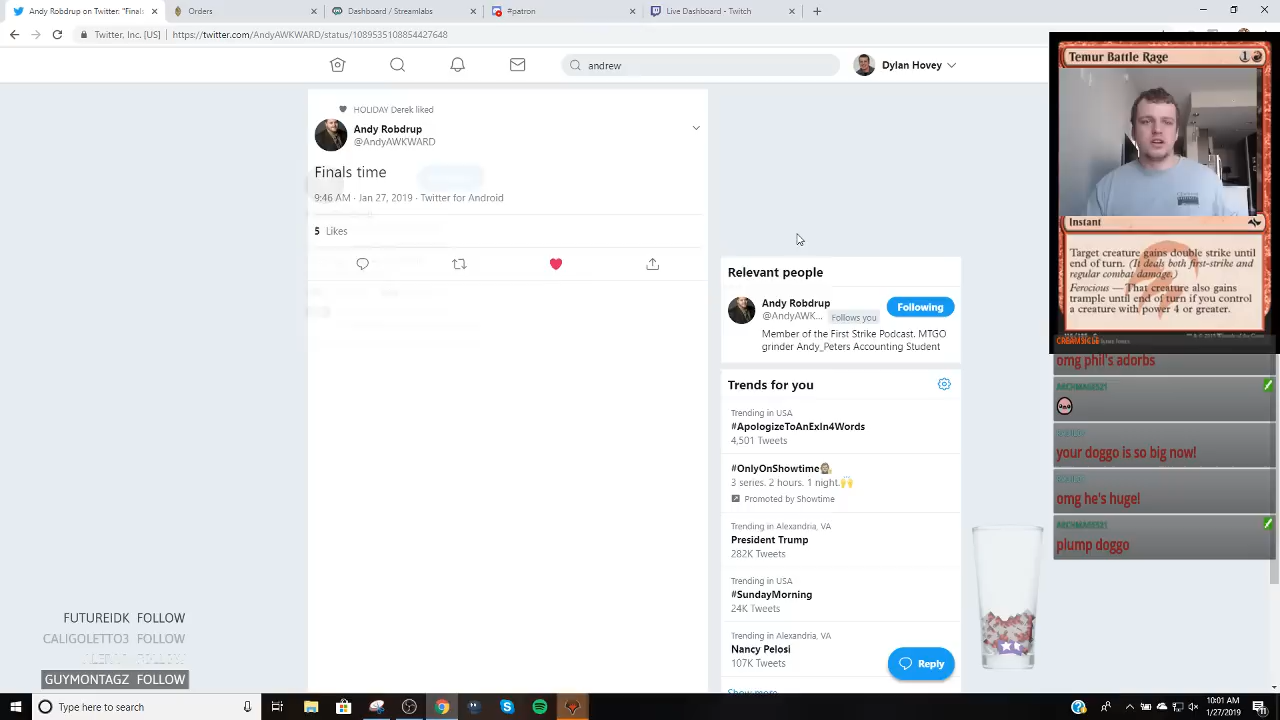 Andy Robdrup
Orders
Dashboard
Patron
Live Dashboard - Twitch
Twitter, Inc. [US]
https://twitter.com/AndyAWKWARD/status/1089535108854427648
andrew
Dylan Hovey
HOLIDAY Derek liked
Andy Robdrup
@AndyAWKWARD
Finals time
9:46 AM · Jan 27, 2019 · Twitter for Android
5 Likes
Relevant people
Andy Robdrup
@AndyAWK... Follows you
Following
Member of the First Strike Podcast. MTGO
grinder Andy_Peters Accounting Student
Trends for you
Trending in USA
#ApologizeToAnExIn4Words
4,501 Tweets
#OnlyOnShowtime
3 series. 2 hours. 1 night.🙌
Promoted by Showtime
Trending in Alexandria, VA
President Trump
282K Tweets
Trending in USA
#SundayMorning
24K Tweets
Trending in Alexandria, VA
Nancy Pelosi
107K Tweets
Show more
Reply
Temur Battle Rage 1
Instant
Target creature gains double strike until
end of turn. (It deals both first-strike and
regular combat damage.)
Ferocious — That creature also gains
trample until end of turn if you control
a creature with power 4 or greater.
omg phil's adorbs
your doggo is so big now!
omg he's huge!
plump doggo
FUTUREIDK FOLLOW
CALIGOLETTO3 FOLLOW
GUYMONTAGZ FOLLOW
Type here to search
10:01 AM
1/27/2019